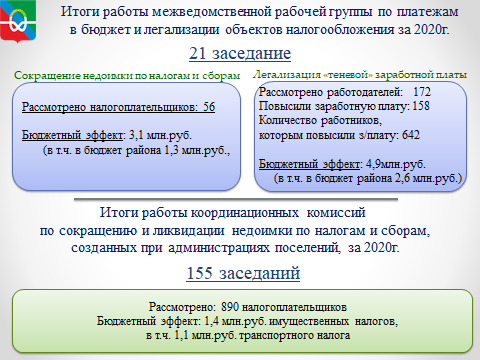 Итоги работы межведомственной рабочей группы по платежам
в бюджет и легализации объектов налогообложения за 2020г.
21 заседание
Сокращение недоимки по налогам и сборам
Рассмотрено налогоплательщиков: 56
Бюджетный эффект: 3,1 млн.руб.
(в т.ч. в бюджет района 1,3 млн.руб.,
Легализация «теневой» заработной платы
Рассмотрено работодателей: 172
Повысили заработную плату: 158
Количество работников,
которым повысили з/плату: 642
Бюджетный эффект: 4,9млн.руб.
(в т.ч. в бюджет района 2,6 млн.руб.)
Итоги работы координационных комиссий
по сокращению и ликвидации недоимки по налогам и сборам,
созданных при администрациях поселений, за 2020г.
155 заседаний
Рассмотрено: 890 налогоплательщиков
Бюджетный эффект: 1,4 млн.руб. имущественных налогов,
в т.ч. 1,1 млн.руб. транспортного налога